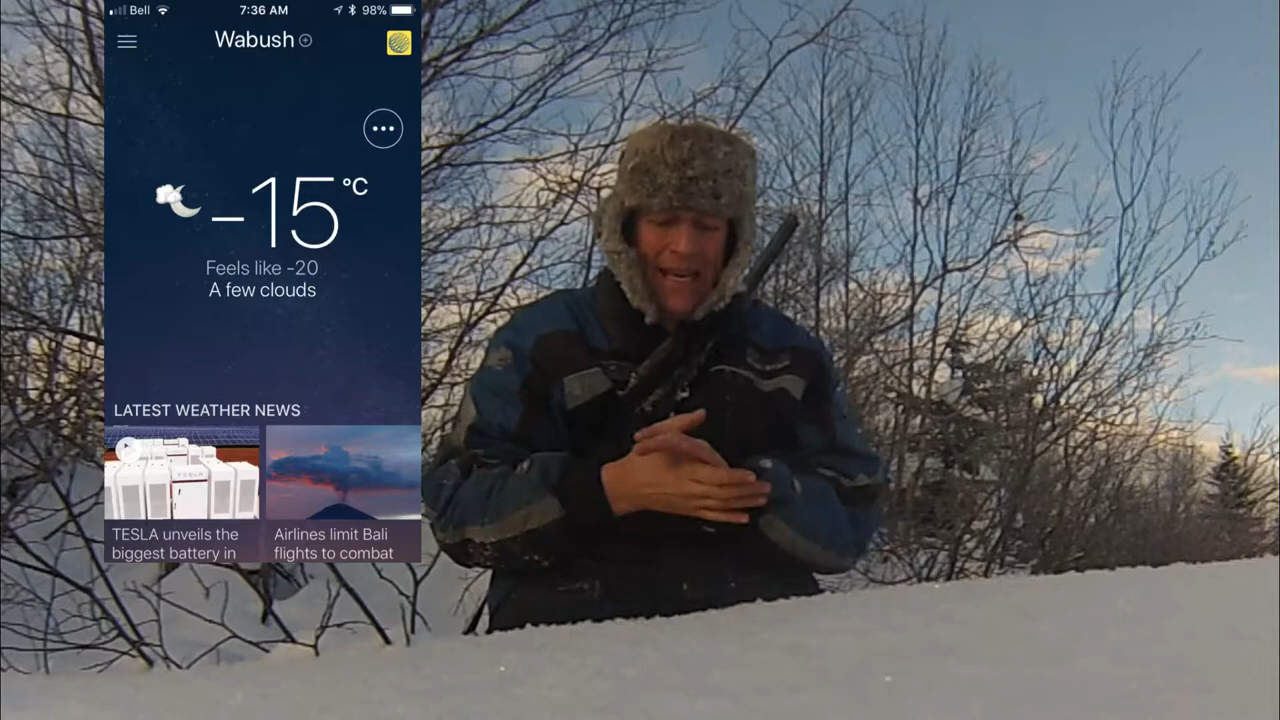 Bell 7:36 AM 98%
Wabush
-15 °C
Feels like -20
A few clouds
LATEST WEATHER NEWS
TESLA
TESLA unveils the
biggest battery in
Airlines limit Bali
flights to combat